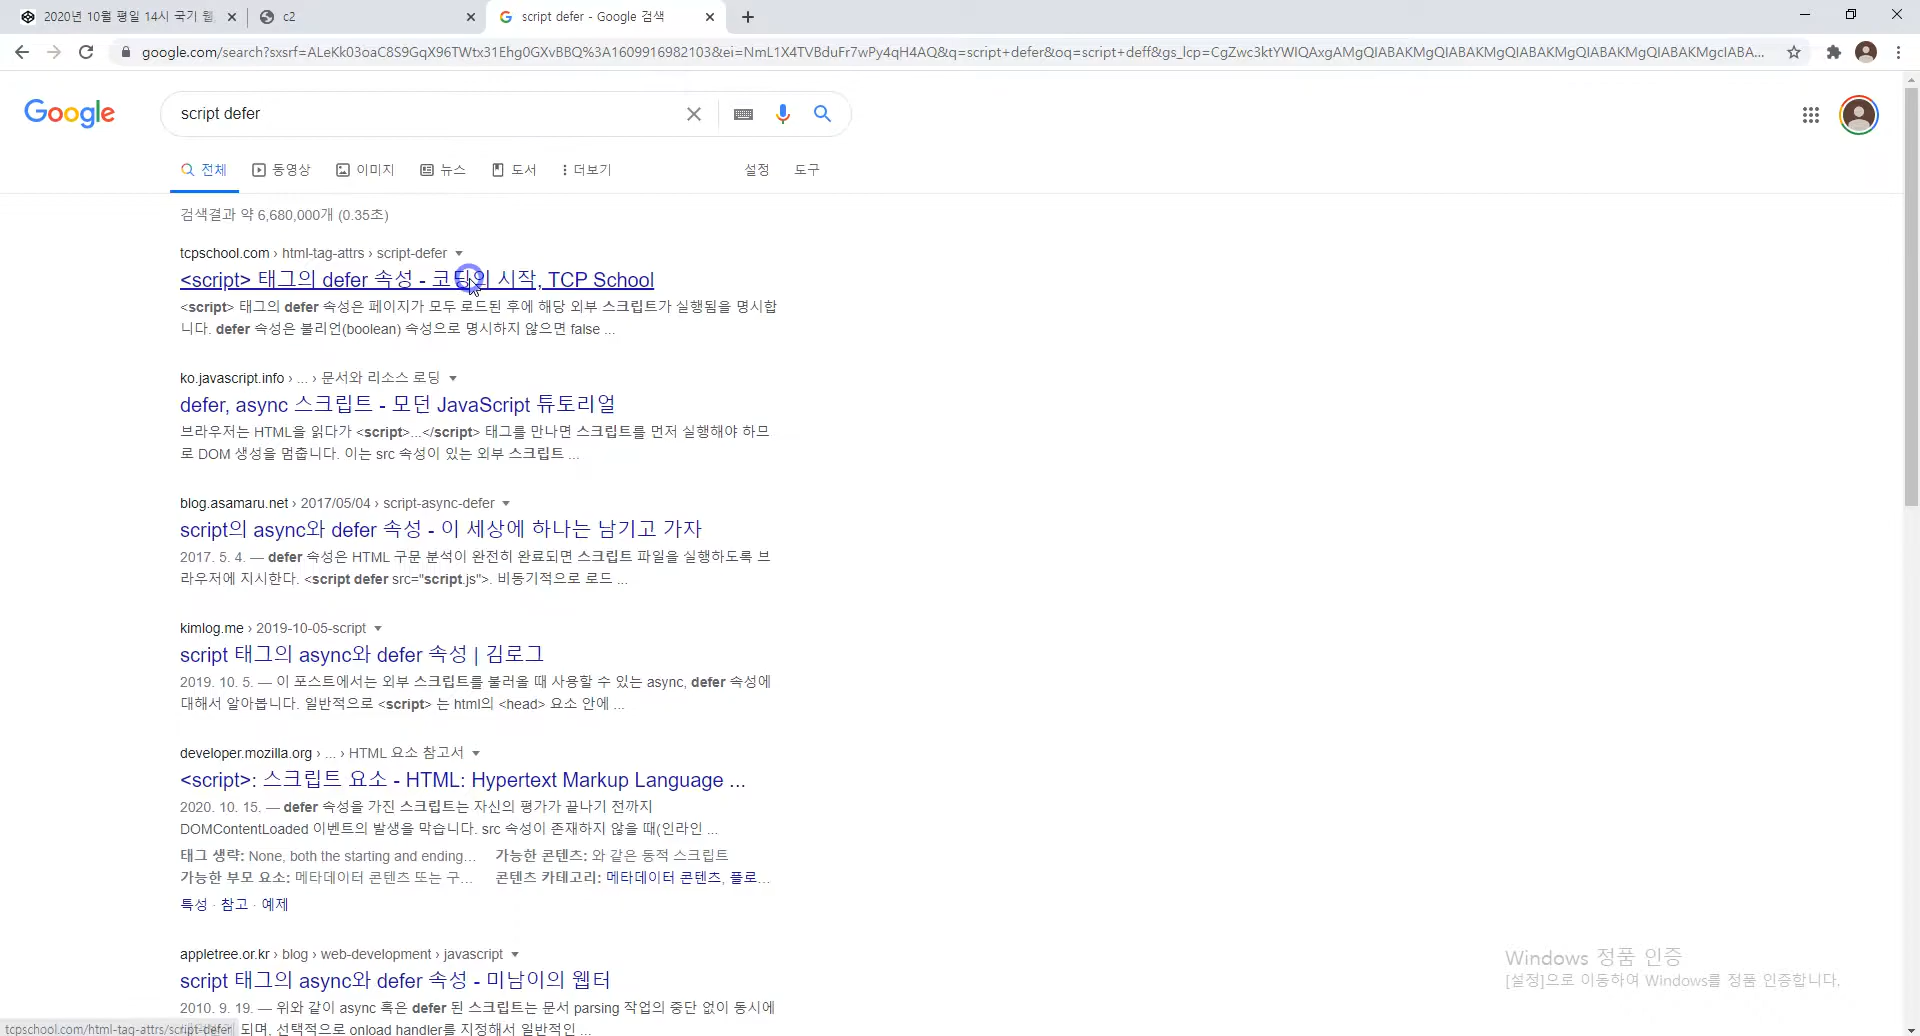 2020년 10월 평일 14시 국기 웹
c2
script defer - Google 검색
google.com/search?sxsrf=ALeKk03oaC8S9GqX96TWtx31Ehg0GXvBBQ%3A1609916982103&ei=NmL1X4TVBduFr7wPy4qH4AQ&q=script+defer&oq=script+deff&gs_lcp=CgZwc3ktYWIQAxgAMgQIABAKMgQIABAKMgQIABAKMgQIABAKMgQIABAKMgcIABA...
Google
script defer
전체 동영상 이미지 뉴스 도서 더보기 설정 도구
검색결과 약 6,680,000개 (0.35초)
tcpschool.com › html-tag-attrs › script-defer
<script> 태그의 defer 속성 - 코딩의 시작, TCP School
<script> 태그의 defer 속성은 페이지가 모두 로드된 후에 해당 외부 스크립트가 실행됨을 명시합
니다. defer 속성은 불리언(boolean) 속성으로 명시하지 않으면 false ...
ko.javascript.info › ... › 문서와 리소스 로딩
defer, async 스크립트 - 모던 JavaScript 튜토리얼
브라우저는 HTML을 읽다가 <script>...</script> 태그를 만나면 스크립트를 먼저 실행해야 하므
로 DOM 생성을 멈춥니다. 이는 src 속성이 있는 외부 스크립트 ...
blog.asamaru.net › 2017/05/04 › script-async-defer
script의 async와 defer 속성 - 이 세상에 하나는 남기고 가자
2017. 5. 4. — defer 속성은 HTML 구문 분석이 완전히 완료되면 스크립트 파일을 실행하도록 브
라우저에 지시한다. <script defer src="script.js">. 비동기적으로 로드 ...
kimlog.me › 2019-10-05-script
script 태그의 async와 defer 속성 | 김로그
2019. 10. 5. — 이 포스트에서는 외부 스크립트를 불러올 때 사용할 수 있는 async, defer 속성에
대해서 알아봅니다. 일반적으로 <script> 는 html의 <head> 요소 안에 ...
developer.mozilla.org › ... › HTML 요소 참고서
<script>: 스크립트 요소 - HTML: Hypertext Markup Language ...
2020. 10. 15. — defer 속성을 가진 스크립트는 자신의 평가가 끝나기 전까지
DOMContentLoaded 이벤트의 발생을 막습니다. src 속성이 존재하지 않을 때(인라인 ...
태그 생략: None, both the starting and ending... 가능한 콘텐츠: 와 같은 동적 스크립트
가능한 부모 요소: 메타데이터 콘텐츠 또는 구... 콘텐츠 카테고리: 메타데이터 콘텐츠, 플로...
특성 · 참고 · 예제
appletree.or.kr › blog › web-development › javascript
script 태그의 async와 defer 속성 - 미남이의 웹터
2010. 9. 19. — 위와 같이 async 혹은 defer 된 스크립트는 문서 parsing 작업의 중단 없이 동시에
되며, 선택적으로 onload handler를 지정해서 일반적인 ...
tcpschool.com/html-tag-attrs/script-defer
Windows 정품 인증
[설정]으로 이동하여 Windows를 정품 인증합니다.